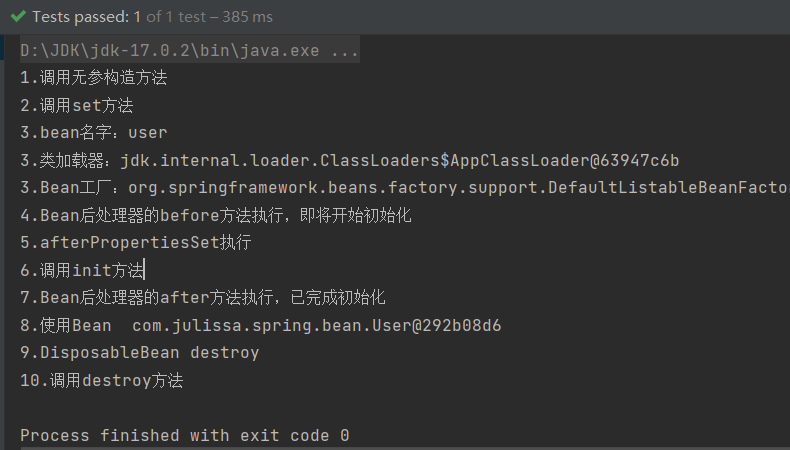 Tests passed: 1 of 1 test – 385 ms
D:\JDK\jdk-17.0.2\bin\java.exe ...
1.调用无参构造方法
2.调用set方法
3.bean名字：user
3.类加载器：jdk.internal.loader.ClassLoaders$AppClassLoader@63947c6b
3.Bean工厂：org.springframework.beans.factory.support.DefaultListableBeanFacto
4.Bean后处理器的before方法执行，即将开始初始化
5.afterPropertiesSet执行
6.调用init方法
7.Bean后处理器的after方法执行，已完成初始化
8.使用Bean  com.julissa.spring.bean.User@292b08d6
9.DisposableBean destroy
10.调用destroy方法
Process finished with exit code 0